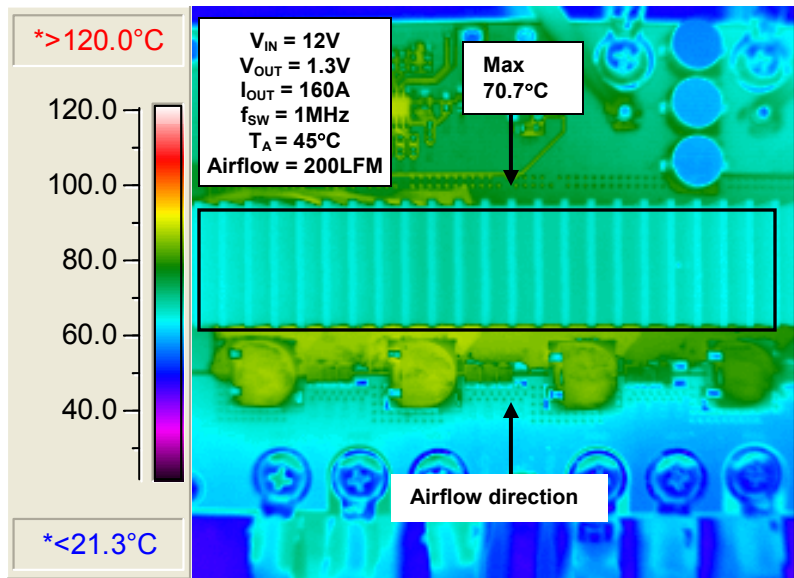 *>120.0°C
120.0
100.0
80.0
60.0
40.0
*<21.3°C
VIN = 12V
VOUT = 1.3V
IOUT = 160A
fSW = 1MHz
TA = 45°C
Airflow = 200LFM
Max
70.7°C
Airflow direction